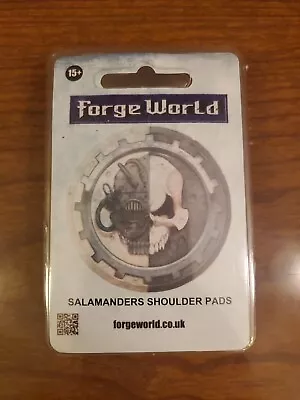 15+
Forge World
SALAMANDERS SHOULDER PADS
forgeworld.co.uk